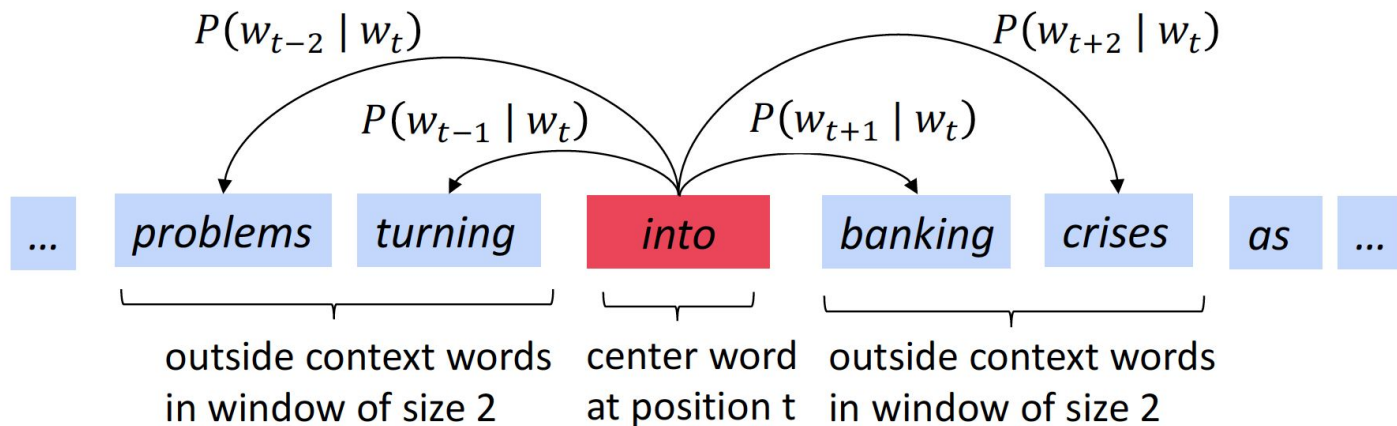 P(w_{t−2} | w_t) P(w_{t+2} | w_t)
P(w_{t−1} | w_t) P(w_{t+1} | w_t)
... problems turning into banking crises as ...
outside context words center word outside context words
in window of size 2 at position t in window of size 2